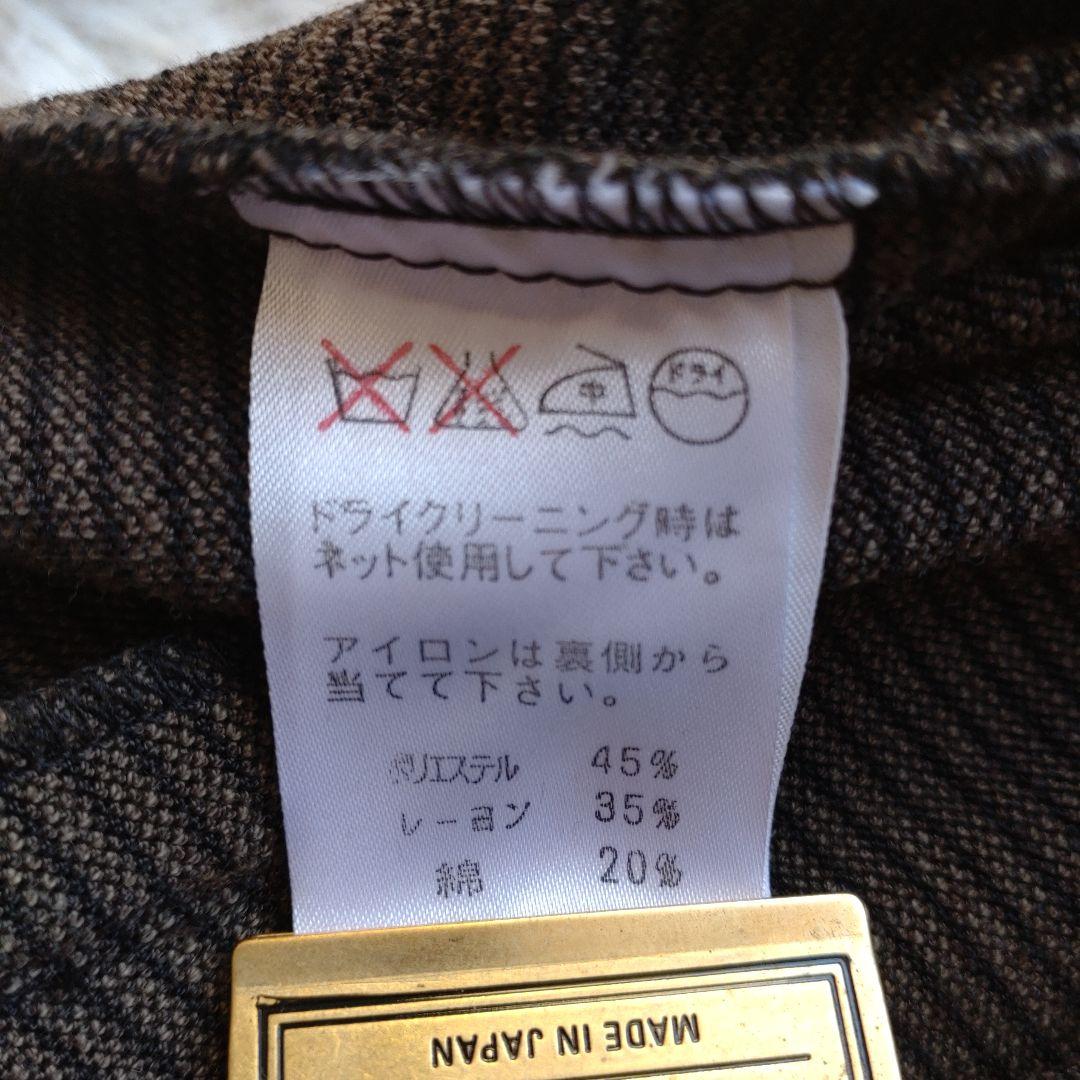 中 ドライ
ドライクリーニング時は
ネット使用して下さい。
アイロンは裏側から
当てて下さい。
ポリエステル 45%
レーヨン 35%
綿 20%
MADE IN JAPAN